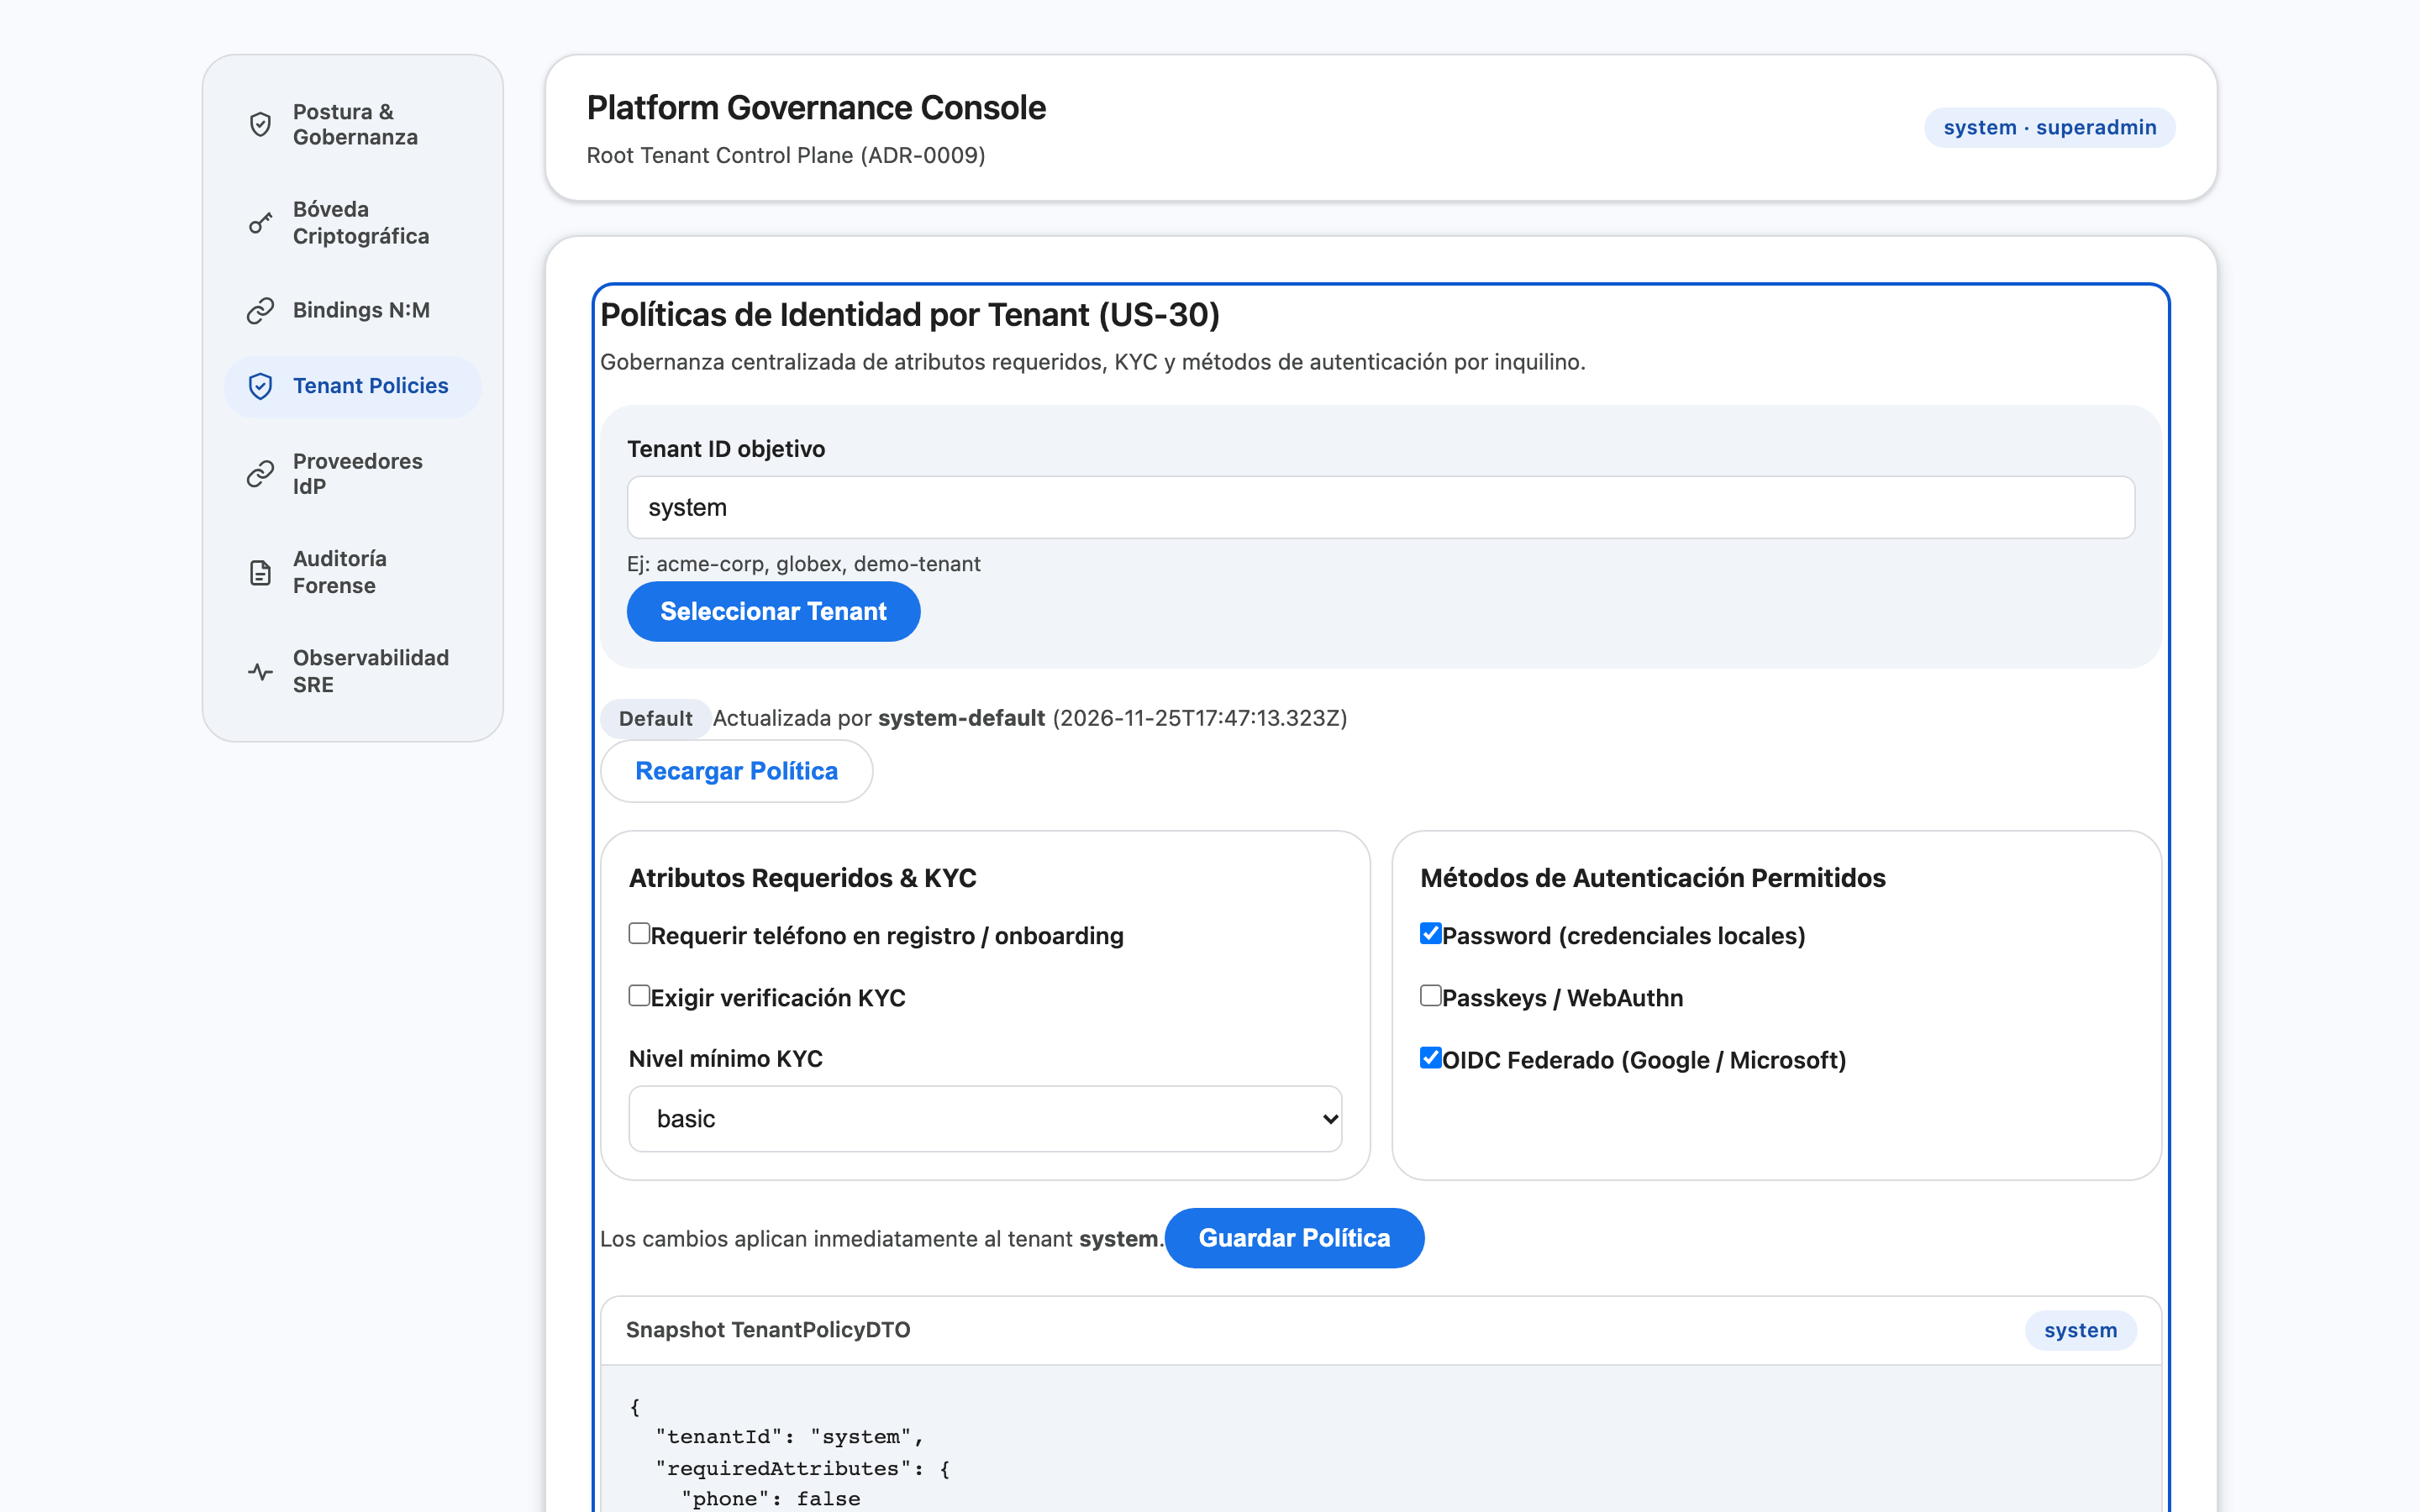 Postura &
Gobernanza
Bóveda
Criptográfica
Bindings N:M
Tenant Policies
Proveedores
IdP
Auditoría
Forense
Observabilidad
SRE
Platform Governance Console
Root Tenant Control Plane (ADR-0009)
system · superadmin
Políticas de Identidad por Tenant (US-30)
Gobernanza centralizada de atributos requeridos, KYC y métodos de autenticación por inquilino.
Tenant ID objetivo
system
Ej: acme-corp, globex, demo-tenant
Seleccionar Tenant
Default Actualizada por system-default (2026-11-25T17:47:13.323Z)
Recargar Política
Atributos Requeridos & KYC
Requerir teléfono en registro / onboarding
Exigir verificación KYC
Nivel mínimo KYC
basic
Métodos de Autenticación Permitidos
Password (credenciales locales)
Passkeys / WebAuthn
OIDC Federado (Google / Microsoft)
Los cambios aplican inmediatamente al tenant system. Guardar Política
Snapshot TenantPolicyDTO system
{
"tenantId": "system",
"requiredAttributes": {
"phone": false